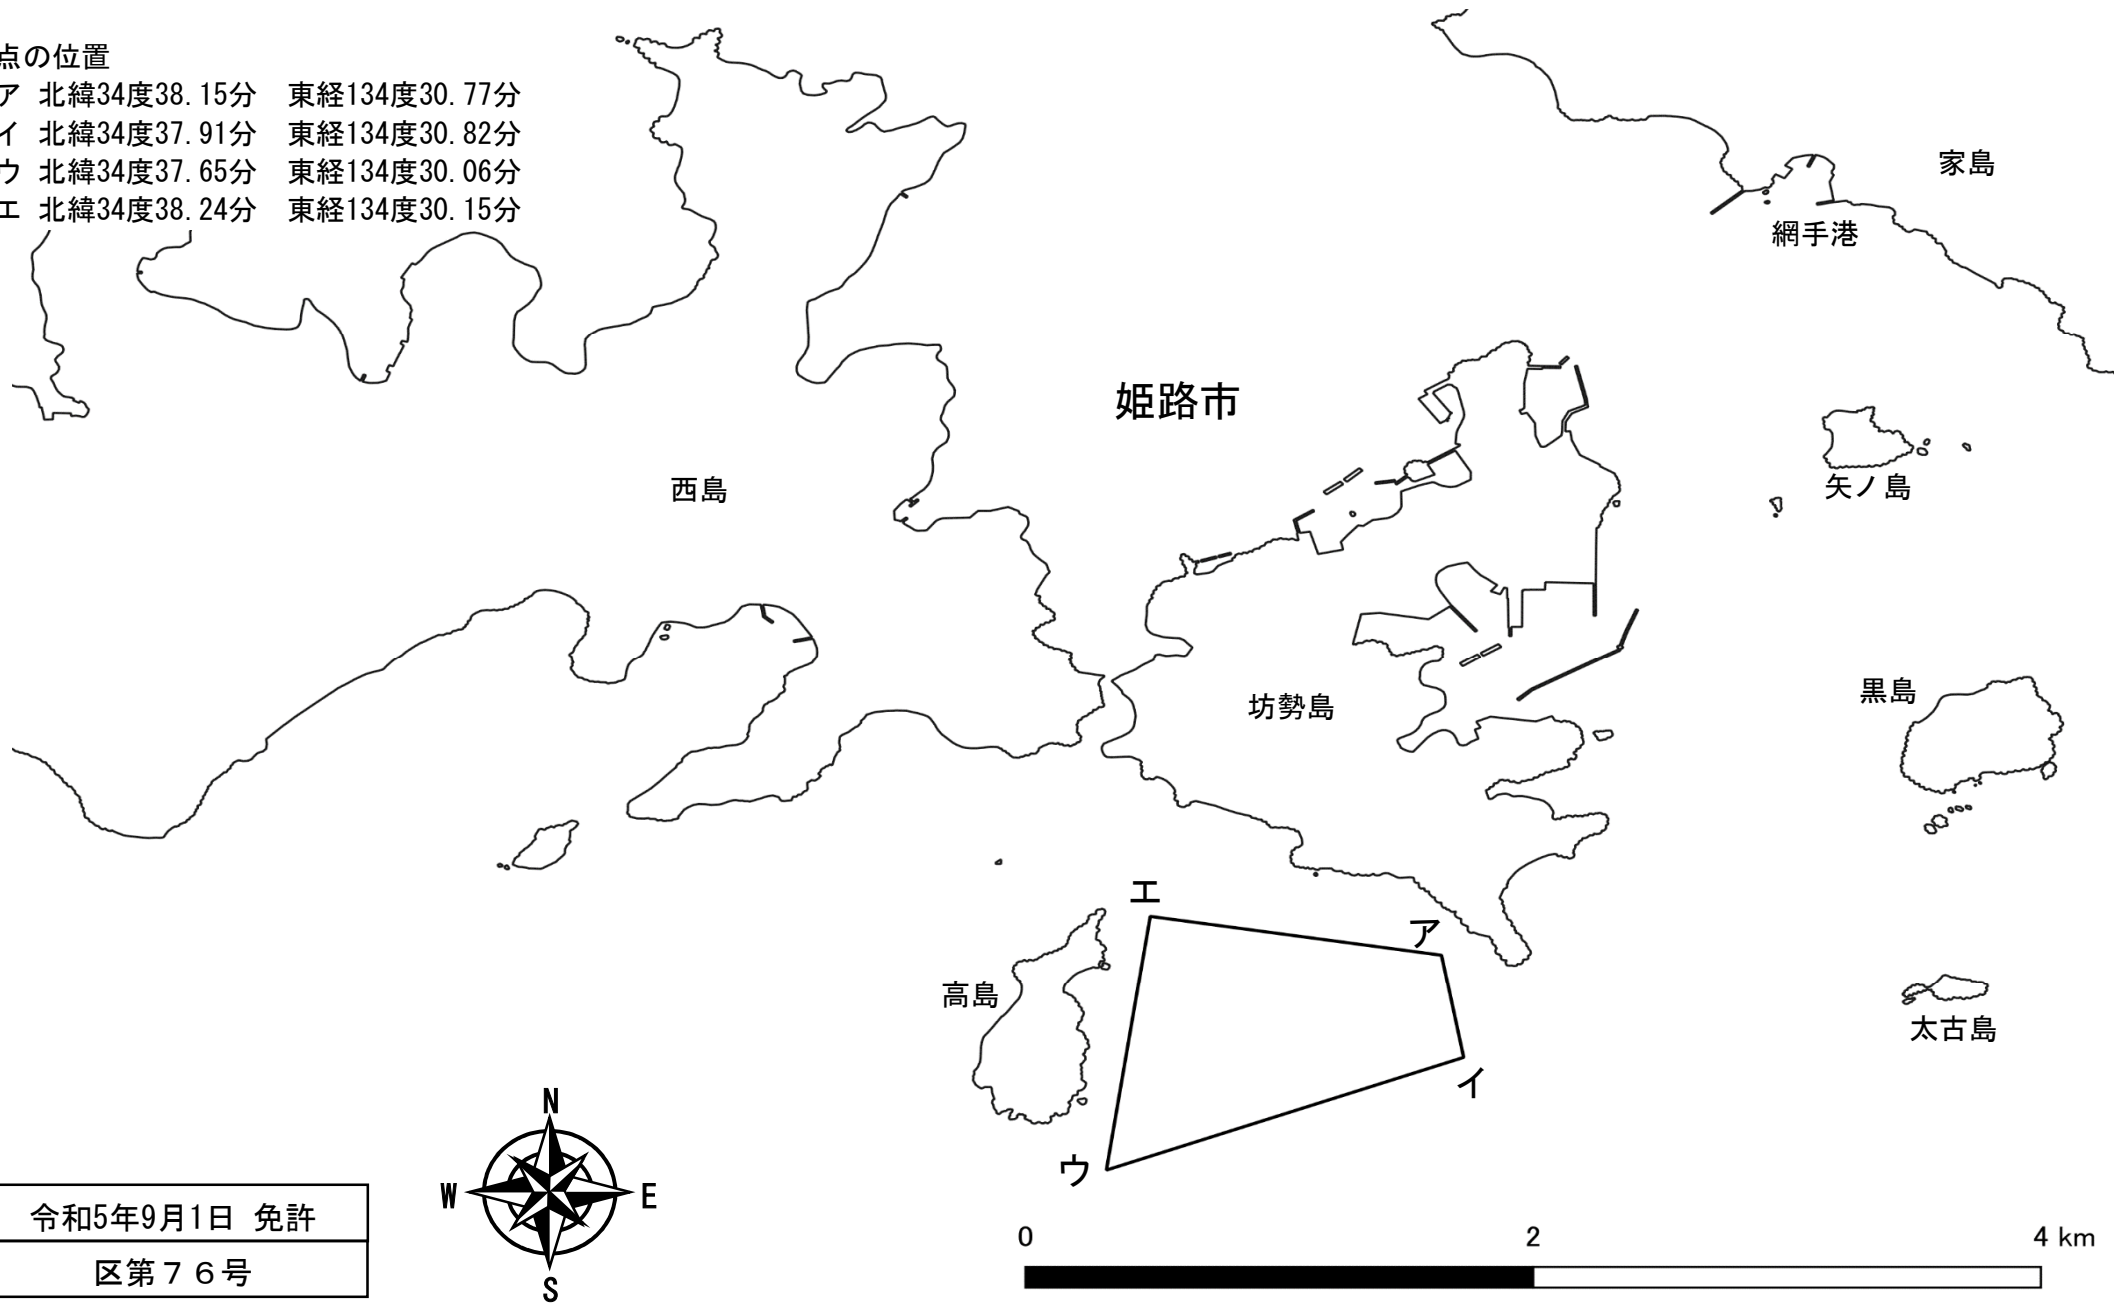 点の位置
ア 北緯34度38.15分 東経134度30.77分
イ 北緯34度37.91分 東経134度30.82分
ウ 北緯34度37.65分 東経134度30.06分
エ 北緯34度38.24分 東経134度30.15分
家島
網手港
姫路市
西島
矢ノ島
黒島
坊勢島
エ
ア
高島
太古島
イ
ウ
N
W
E
S
令和5年9月1日 免許
区第７６号
0 2 4 km